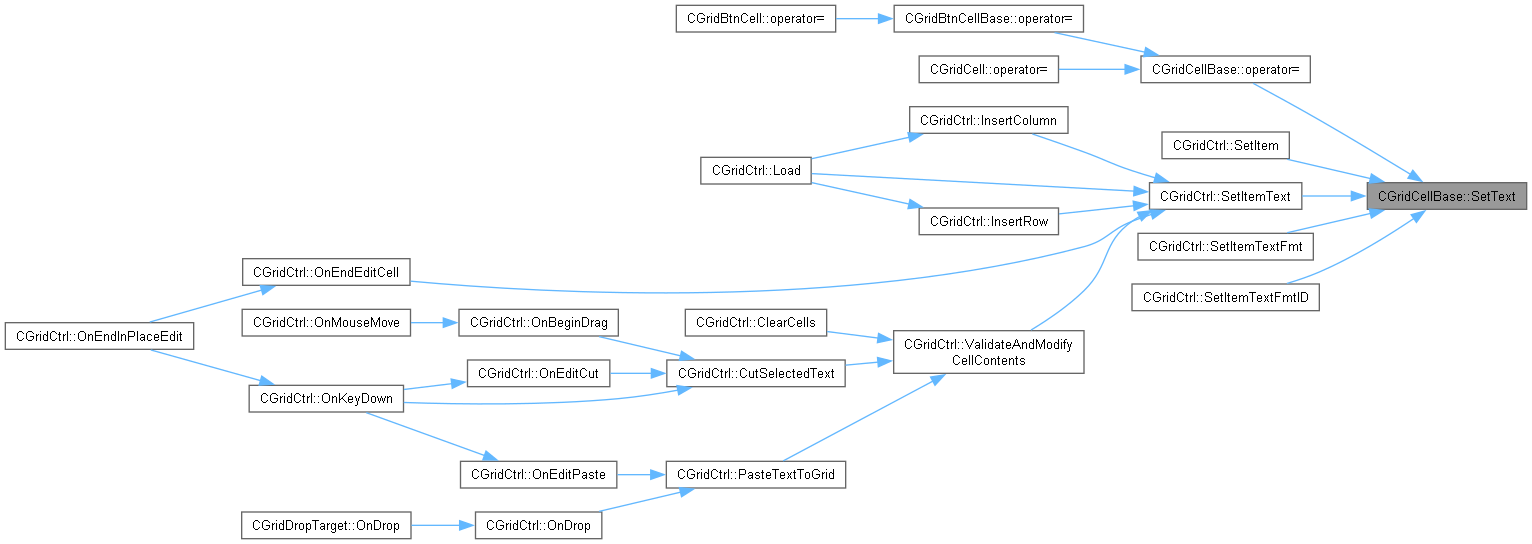 CGridBtnCell::operator=
CGridBtnCellBase::operator=
CGridCell::operator=
CGridCellBase::operator=
CGridCtrl::InsertColumn
CGridCtrl::SetItem
CGridCtrl::Load
CGridCtrl::SetItemText
CGridCellBase::SetText
CGridCtrl::InsertRow
CGridCtrl::SetItemTextFmt
CGridCtrl::OnEndEditCell
CGridCtrl::SetItemTextFmtID
CGridCtrl::OnEndInPlaceEdit
CGridCtrl::OnMouseMove
CGridCtrl::OnBeginDrag
CGridCtrl::ClearCells
CGridCtrl::ValidateAndModify
CellContents
CGridCtrl::OnEditCut
CGridCtrl::CutSelectedText
CGridCtrl::OnKeyDown
CGridCtrl::OnEditPaste
CGridCtrl::PasteTextToGrid
CGridDropTarget::OnDrop
CGridCtrl::OnDrop